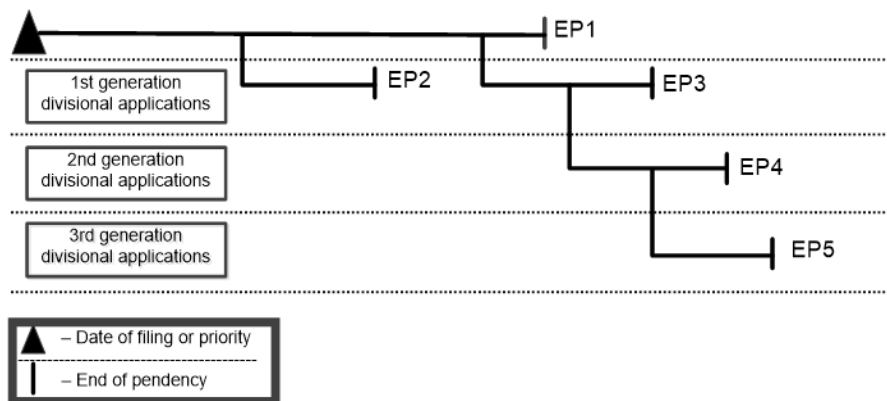 EP1
1st generation
divisional applications
EP2
EP3
2nd generation
divisional applications
EP4
3rd generation
divisional applications
EP5
– Date of filing or priority
– End of pendency